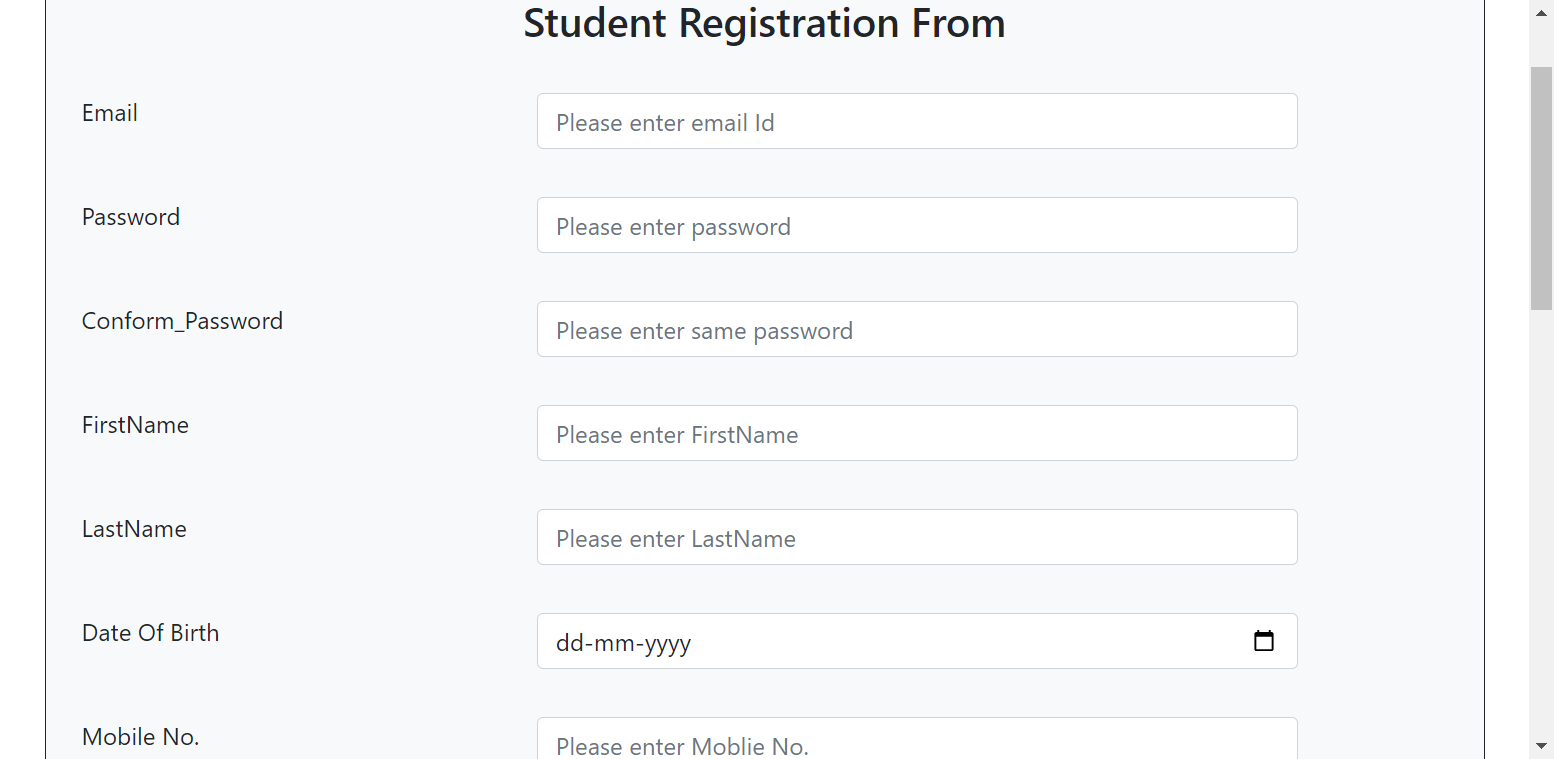 Student Registration From
Email
Please enter email Id
Password
Please enter password
Conform_Password
Please enter same password
FirstName
Please enter FirstName
LastName
Please enter LastName
Date Of Birth
dd-mm-yyyy
Mobile No.
Please enter Moblie No.